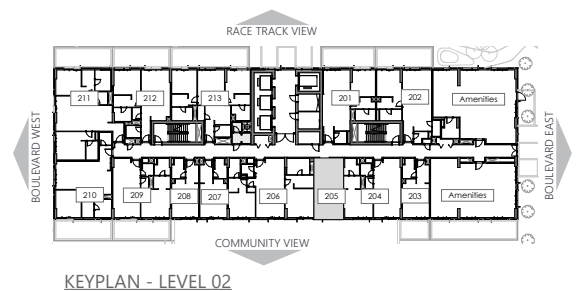 RACE TRACK VIEW
211
212
213
201
202
Amenities
BOULEVARD WEST
BOULEVARD EAST
210
209
208
207
206
205
204
203
Amenities
COMMUNITY VIEW
KEYPLAN - LEVEL 02